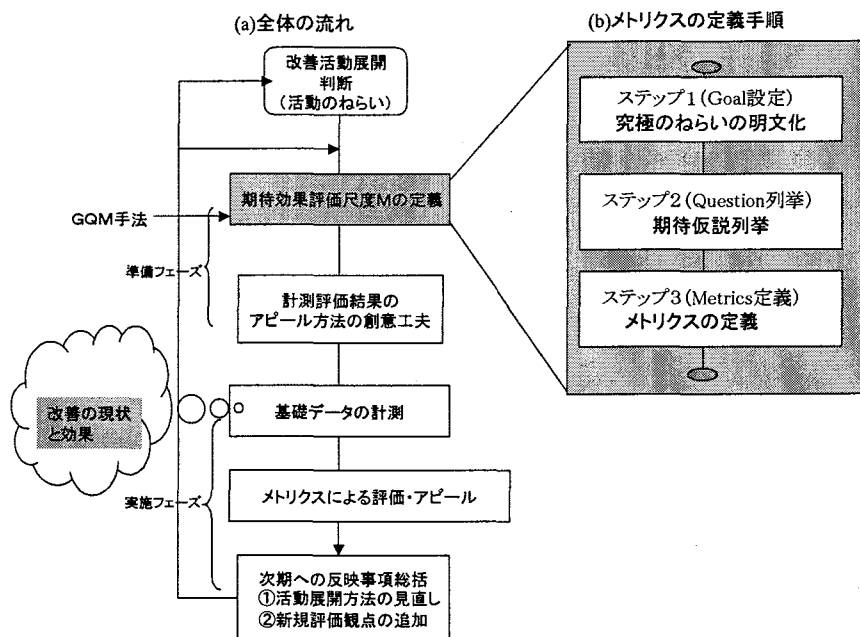 (a)全体の流れ
改善活動展開
判断
(活動のねらい)
期待効果評価尺度Mの定義
GQM手法
準備フェーズ
計測評価結果の
アピール方法の創意工夫
改善の現状
と効果
基礎データの計測
実施フェーズ
メトリクスによる評価・アピール
次期への反映事項総括
①活動展開方法の見直し
②新規評価観点の追加
(b)メトリクスの定義手順
ステップ1(Goal設定)
究極のねらいの明文化
ステップ2(Question列挙)
期待仮説列挙
ステップ3(Metrics定義)
メトリクスの定義